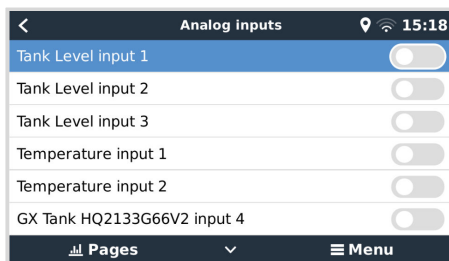 Analog inputs 15:18
Tank Level input 1
Tank Level input 2
Tank Level input 3
Temperature input 1
Temperature input 2
GX Tank HQ2133G66V2 input 4
Pages Menu